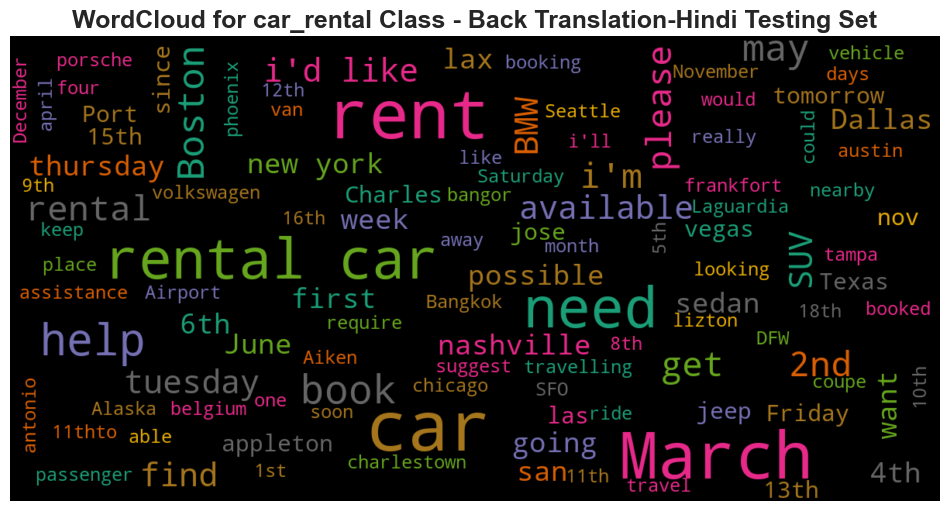 WordCloud for car_rental Class - Back Translation-Hindi Testing Set
December
porsche
four
april
Port
15th
since
Boston
phoenix
i'd like
12th
van
rent
lax
booking
BMW
Seattle
i'll
please
November
may
vehicle
days
would
tomorrow
really
could
Dallas
austin
thursday
9th
rental
keep
new york
volkswagen
16th
Charles
week
like
Saturday
bangor
i'm
available
frankfort
Laguardia
nearby
nov
vegas
5th
SUV
tampa
place
rental car
away
jose
month
possible
looking
Texas
assistance
Airport
first
Bangkok
need
sedan
lizton
18th
booked
help
6th
June
require
Aiken
nashville
8th
DFW
suggest
travelling
get
2nd
coupe
tuesday
book
chicago
SFO
want
10th
antonio
Alaska
belgium
one
soon
car
las
ride
jeep
Friday
11thto
able
appleton
going
March
passenger
find
1st
charlestown
san
11th
travel
13th
4th